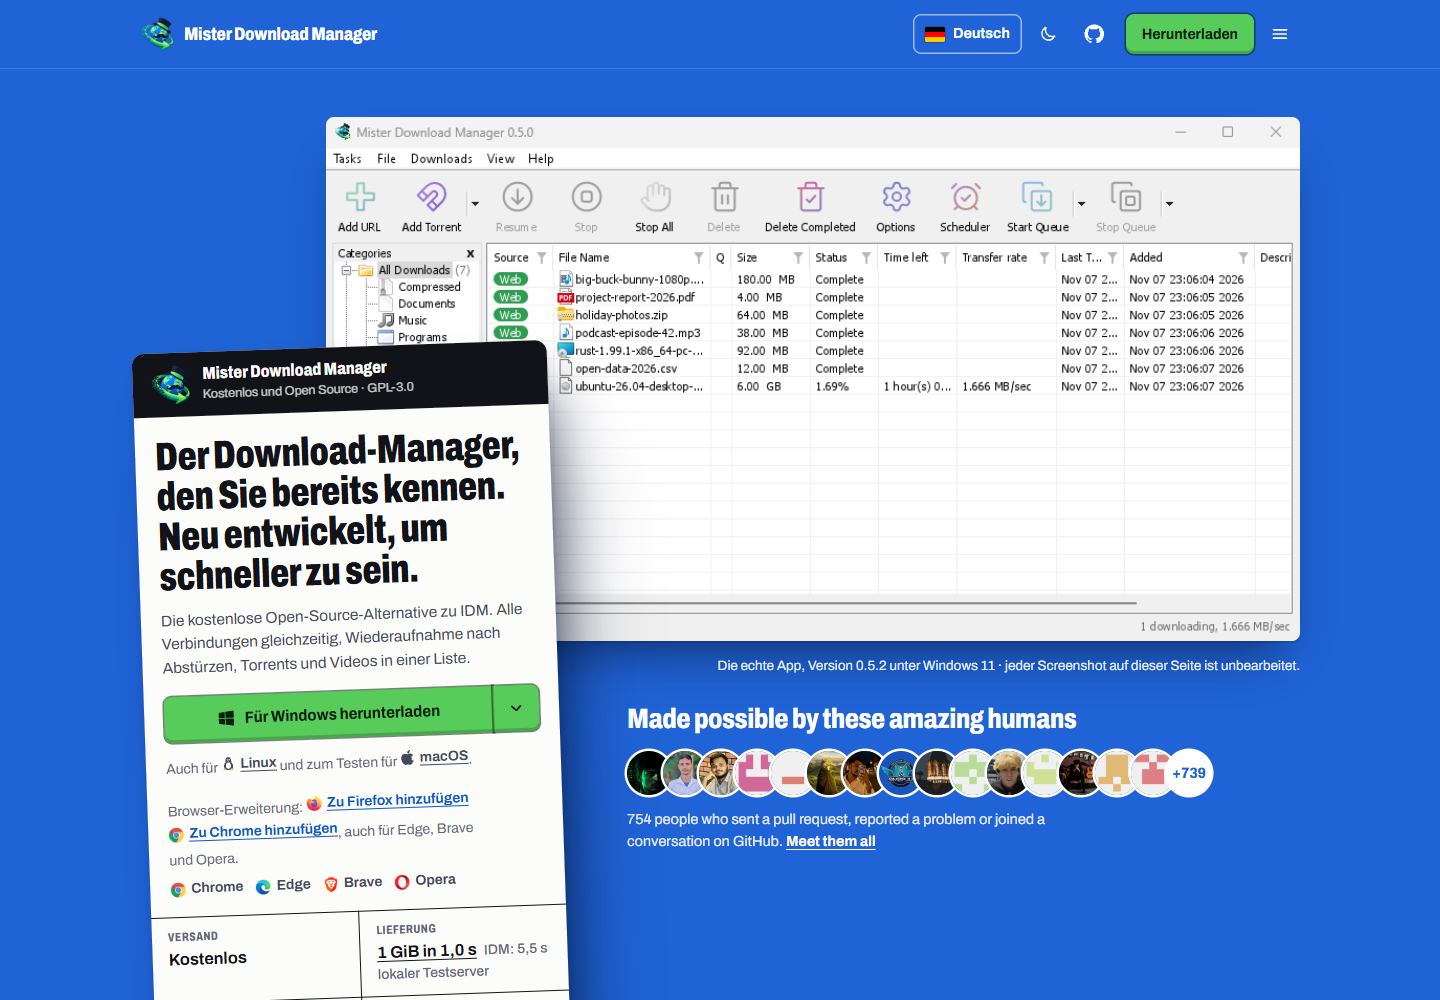 Mister Download Manager
Deutsch
Herunterladen
Mister Download Manager 0.5.0
Tasks File Downloads View Help
Add URL Add Torrent Resume Stop Stop All Delete Delete Completed Options Scheduler Start Queue Stop Queue
Categories x
All Downloads (7)
Compressed
Documents
Music
Programs
Source File Name Q Size Status Time left Transfer rate Last T... Added Descri
Web big-buck-bunny-1080p.... 180.00 MB Complete Nov 07 2... Nov 07 23:06:04 2026
Web PDF project-report-2026.pdf 4.00 MB Complete Nov 07 2... Nov 07 23:06:05 2026
Web holiday-photos.zip 64.00 MB Complete Nov 07 2... Nov 07 23:06:05 2026
Web podcast-episode-42.mp3 38.00 MB Complete Nov 07 2... Nov 07 23:06:06 2026
rust-1.99.1-x86_64-pc-... 92.00 MB Complete Nov 07 2... Nov 07 23:06:06 2026
open-data-2026.csv 12.00 MB Complete Nov 07 2... Nov 07 23:06:07 2026
ubuntu-26.04-desktop-... 6.00 GB 1.69% 1 hour(s) 0... 1.666 MB/sec Nov 07 2... Nov 07 23:06:07 2026
1 downloading, 1.666 MB/sec
Die echte App, Version 0.5.2 unter Windows 11 · jeder Screenshot auf dieser Seite ist unbearbeitet.
Mister Download Manager
Kostenlos und Open Source · GPL-3.0
Der Download-Manager,
den Sie bereits kennen.
Neu entwickelt, um
schneller zu sein.
Die kostenlose Open-Source-Alternative zu IDM. Alle
Verbindungen gleichzeitig, Wiederaufnahme nach
Abstürzen, Torrents und Videos in einer Liste.
Für Windows herunterladen
Auch für Linux und zum Testen für macOS.
Browser-Erweiterung: Zu Firefox hinzufügen
Zu Chrome hinzufügen, auch für Edge, Brave
und Opera.
Chrome Edge Brave Opera
VERSAND
Kostenlos
LIEFERUNG
1 GiB in 1,0 s IDM: 5,5 s
lokaler Testserver
Made possible by these amazing humans
+739
754 people who sent a pull request, reported a problem or joined a
conversation on GitHub. Meet them all